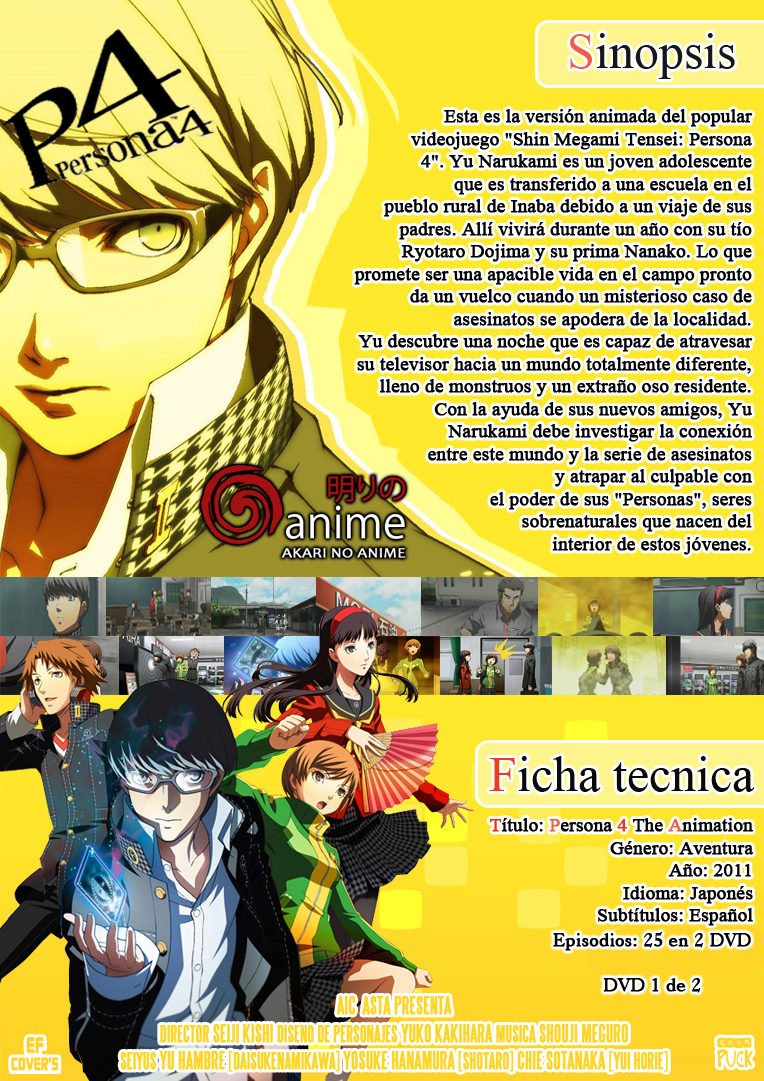 P4
Persona4
Sinopsis
Esta es la versión animada del popular
videojuego "Shin Megami Tensei: Persona
4". Yu Narukami es un joven adolescente
que es transferido a una escuela en el
pueblo rural de Inaba debido a un viaje de sus
padres. Allí vivirá durante un año con su tío
Ryotaro Dojima y su prima Nanako. Lo que
promete ser una apacible vida en el campo pronto
da un vuelco cuando un misterioso caso de
asesinatos se apodera de la localidad.
Yu descubre una noche que es capaz de atravesar
su televisor hacia un mundo totalmente diferente,
lleno de monstruos y un extraño oso residente.
Con la ayuda de sus nuevos amigos, Yu
Narukami debe investigar la conexión
entre este mundo y la serie de asesinatos
y atrapar al culpable con
el poder de sus "Personas", seres
sobrenaturales que nacen del
interior de estos jóvenes.
明りの
anime
AKARI NO ANIME
Ficha tecnica
Título: Persona 4 The Animation
Género: Aventura
Año: 2011
Idioma: Japonés
Subtítulos: Español
Episodios: 25 en 2 DVD
DVD 1 de 2
AIC ASTA PRESENTA
DIRECTOR SEIJI KISHI DISEÑO DE PERSONAJES YUKO KAKIHARA MUSICA SHOUJI MEGURO
SEIYUS YU HAMBRE [DAISUKENAMIKAWA] YOSUKE HANAMURA [SHOTARO] CHIE SOTANAKA [YUI HORIE]
EF
COVER'S
PUCK